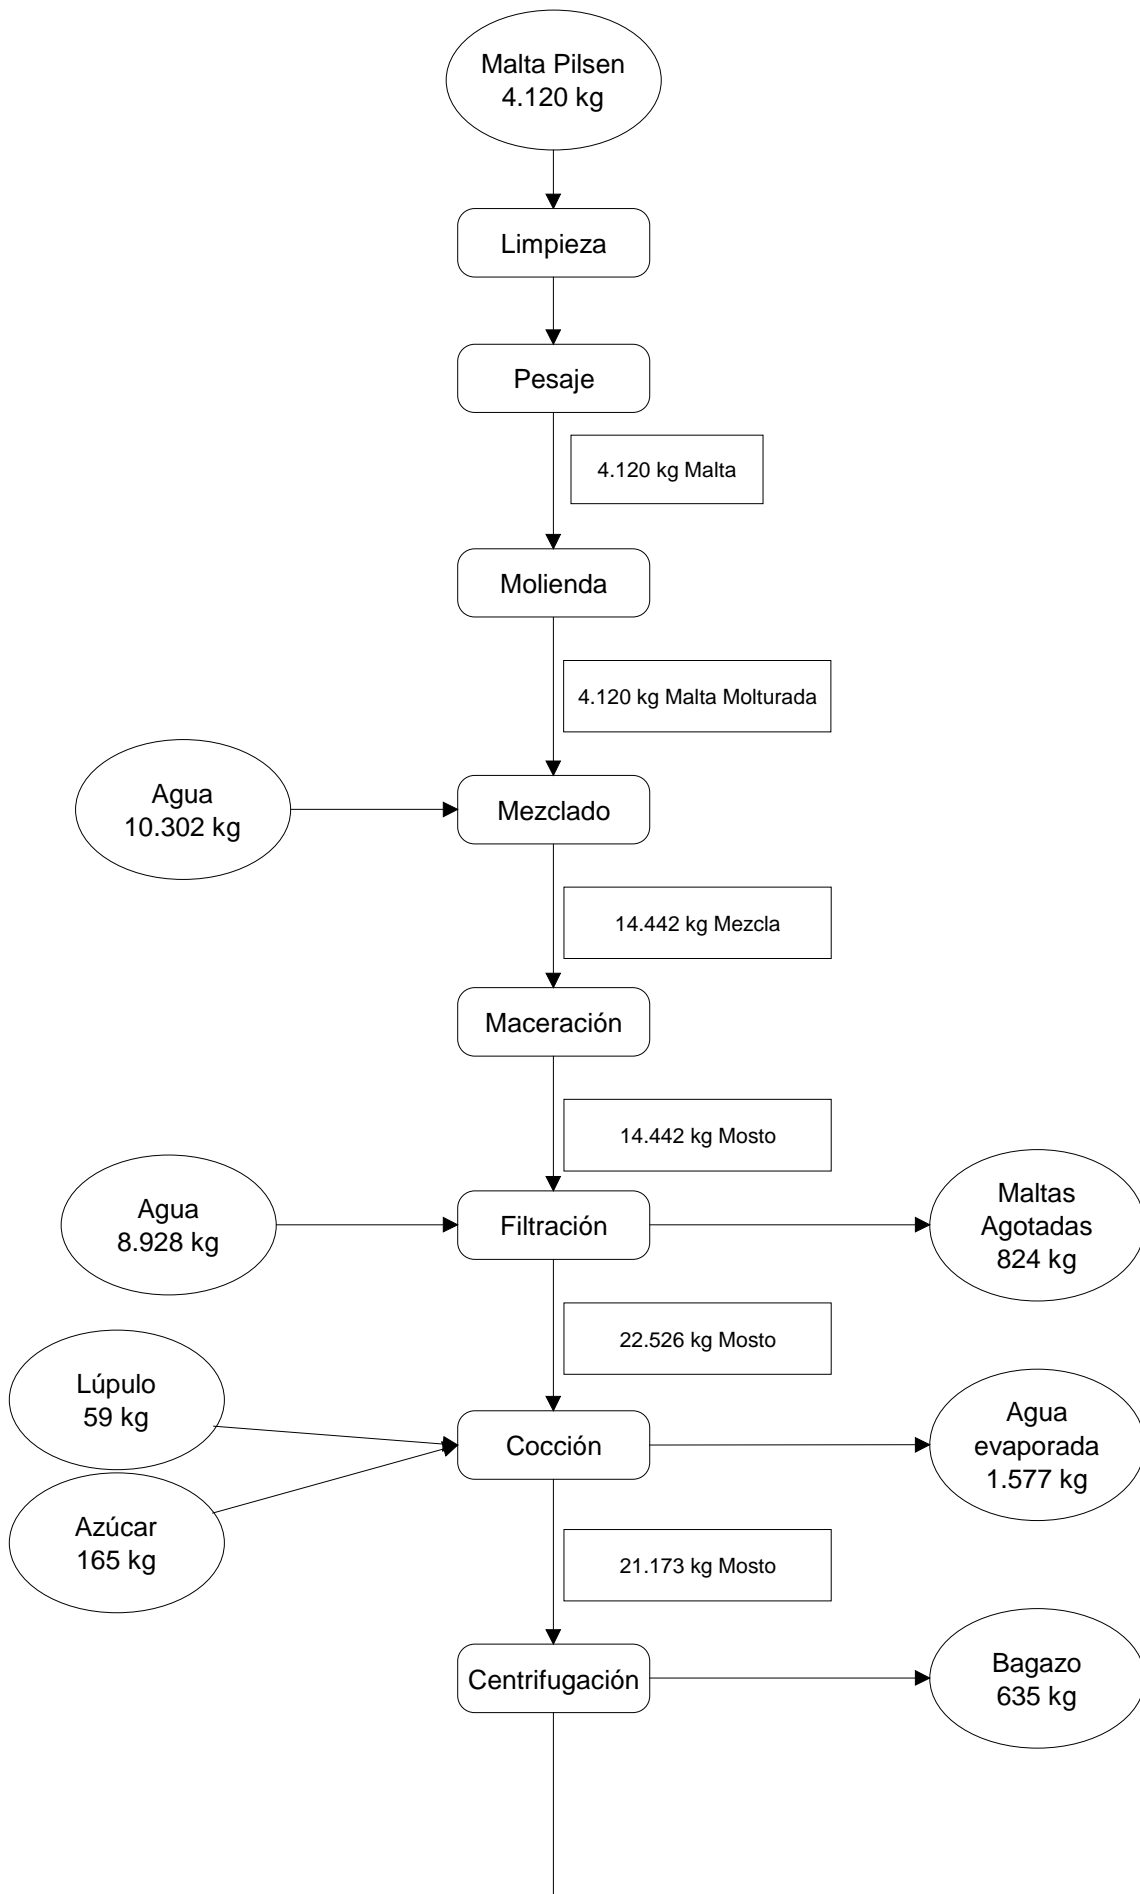 Malta Pilsen
4.120 kg
Limpieza
Pesaje
4.120 kg Malta
Molienda
4.120 kg Malta Molturada
Agua
10.302 kg
Mezclado
14.442 kg Mezcla
Maceración
14.442 kg Mosto
Agua
8.928 kg
Filtración
Maltas
Agotadas
824 kg
22.526 kg Mosto
Lúpulo
59 kg
Cocción
Agua
evaporada
1.577 kg
Azúcar
165 kg
21.173 kg Mosto
Centrifugación
Bagazo
635 kg